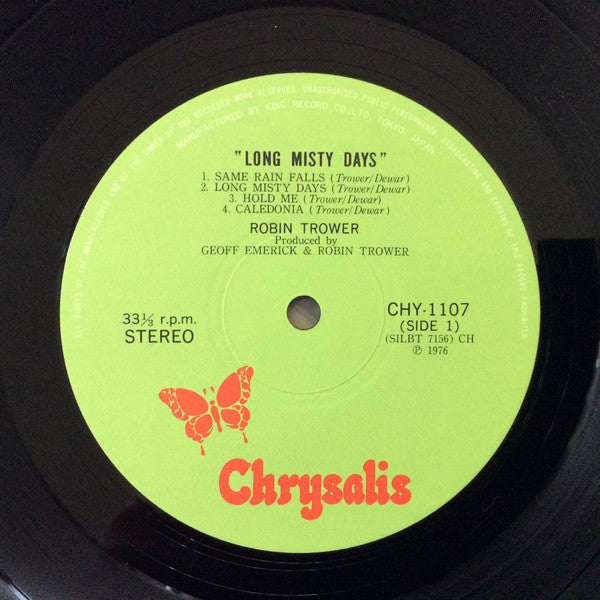 ALL RIGHTS OF THE MANUFACTURER AND OF THE OWNER OF THE RECORDED WORK RESERVED. UNAUTHORISED PUBLIC PERFORMANCE, BROADCASTING AND COPYING OF THIS RECORD PROHIBITED.
MANUFACTURED BY KING RECORD CO., LTD. TOKYO, JAPAN
"LONG MISTY DAYS"
1. SAME RAIN FALLS (Trower/Dewar)
2. LONG MISTY DAYS (Trower/Dewar)
3. HOLD ME (Trower/Dewar)
4. CALEDONIA (Trower/Dewar)
ROBIN TROWER
Produced by
GEOFF EMERICK & ROBIN TROWER
33⅓ r.p.m.
STEREO
CHY-1107
(SIDE 1)
(SILBT 7156) CH
℗ 1976
Chrysalis